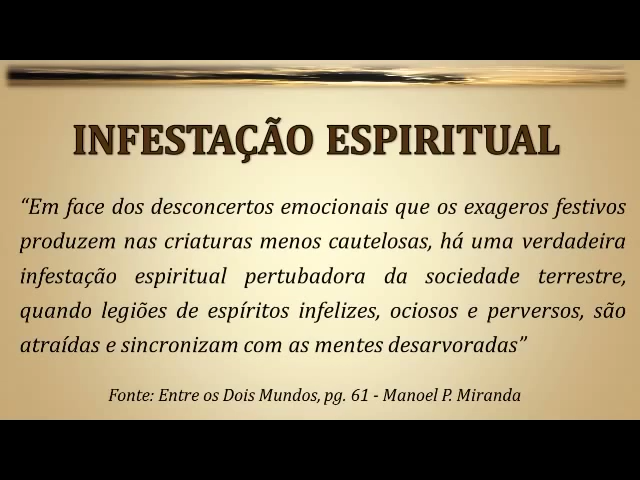 INFESTAÇÃO ESPIRITUAL
“Em face dos desconcertos emocionais que os exageros festivos
produzem nas criaturas menos cautelosas, há uma verdadeira
infestação espiritual pertubadora da sociedade terrestre,
quando legiões de espíritos infelizes, ociosos e perversos, são
atraídas e sincronizam com as mentes desarvoradas”
Fonte: Entre os Dois Mundos, pg. 61 - Manoel P. Miranda